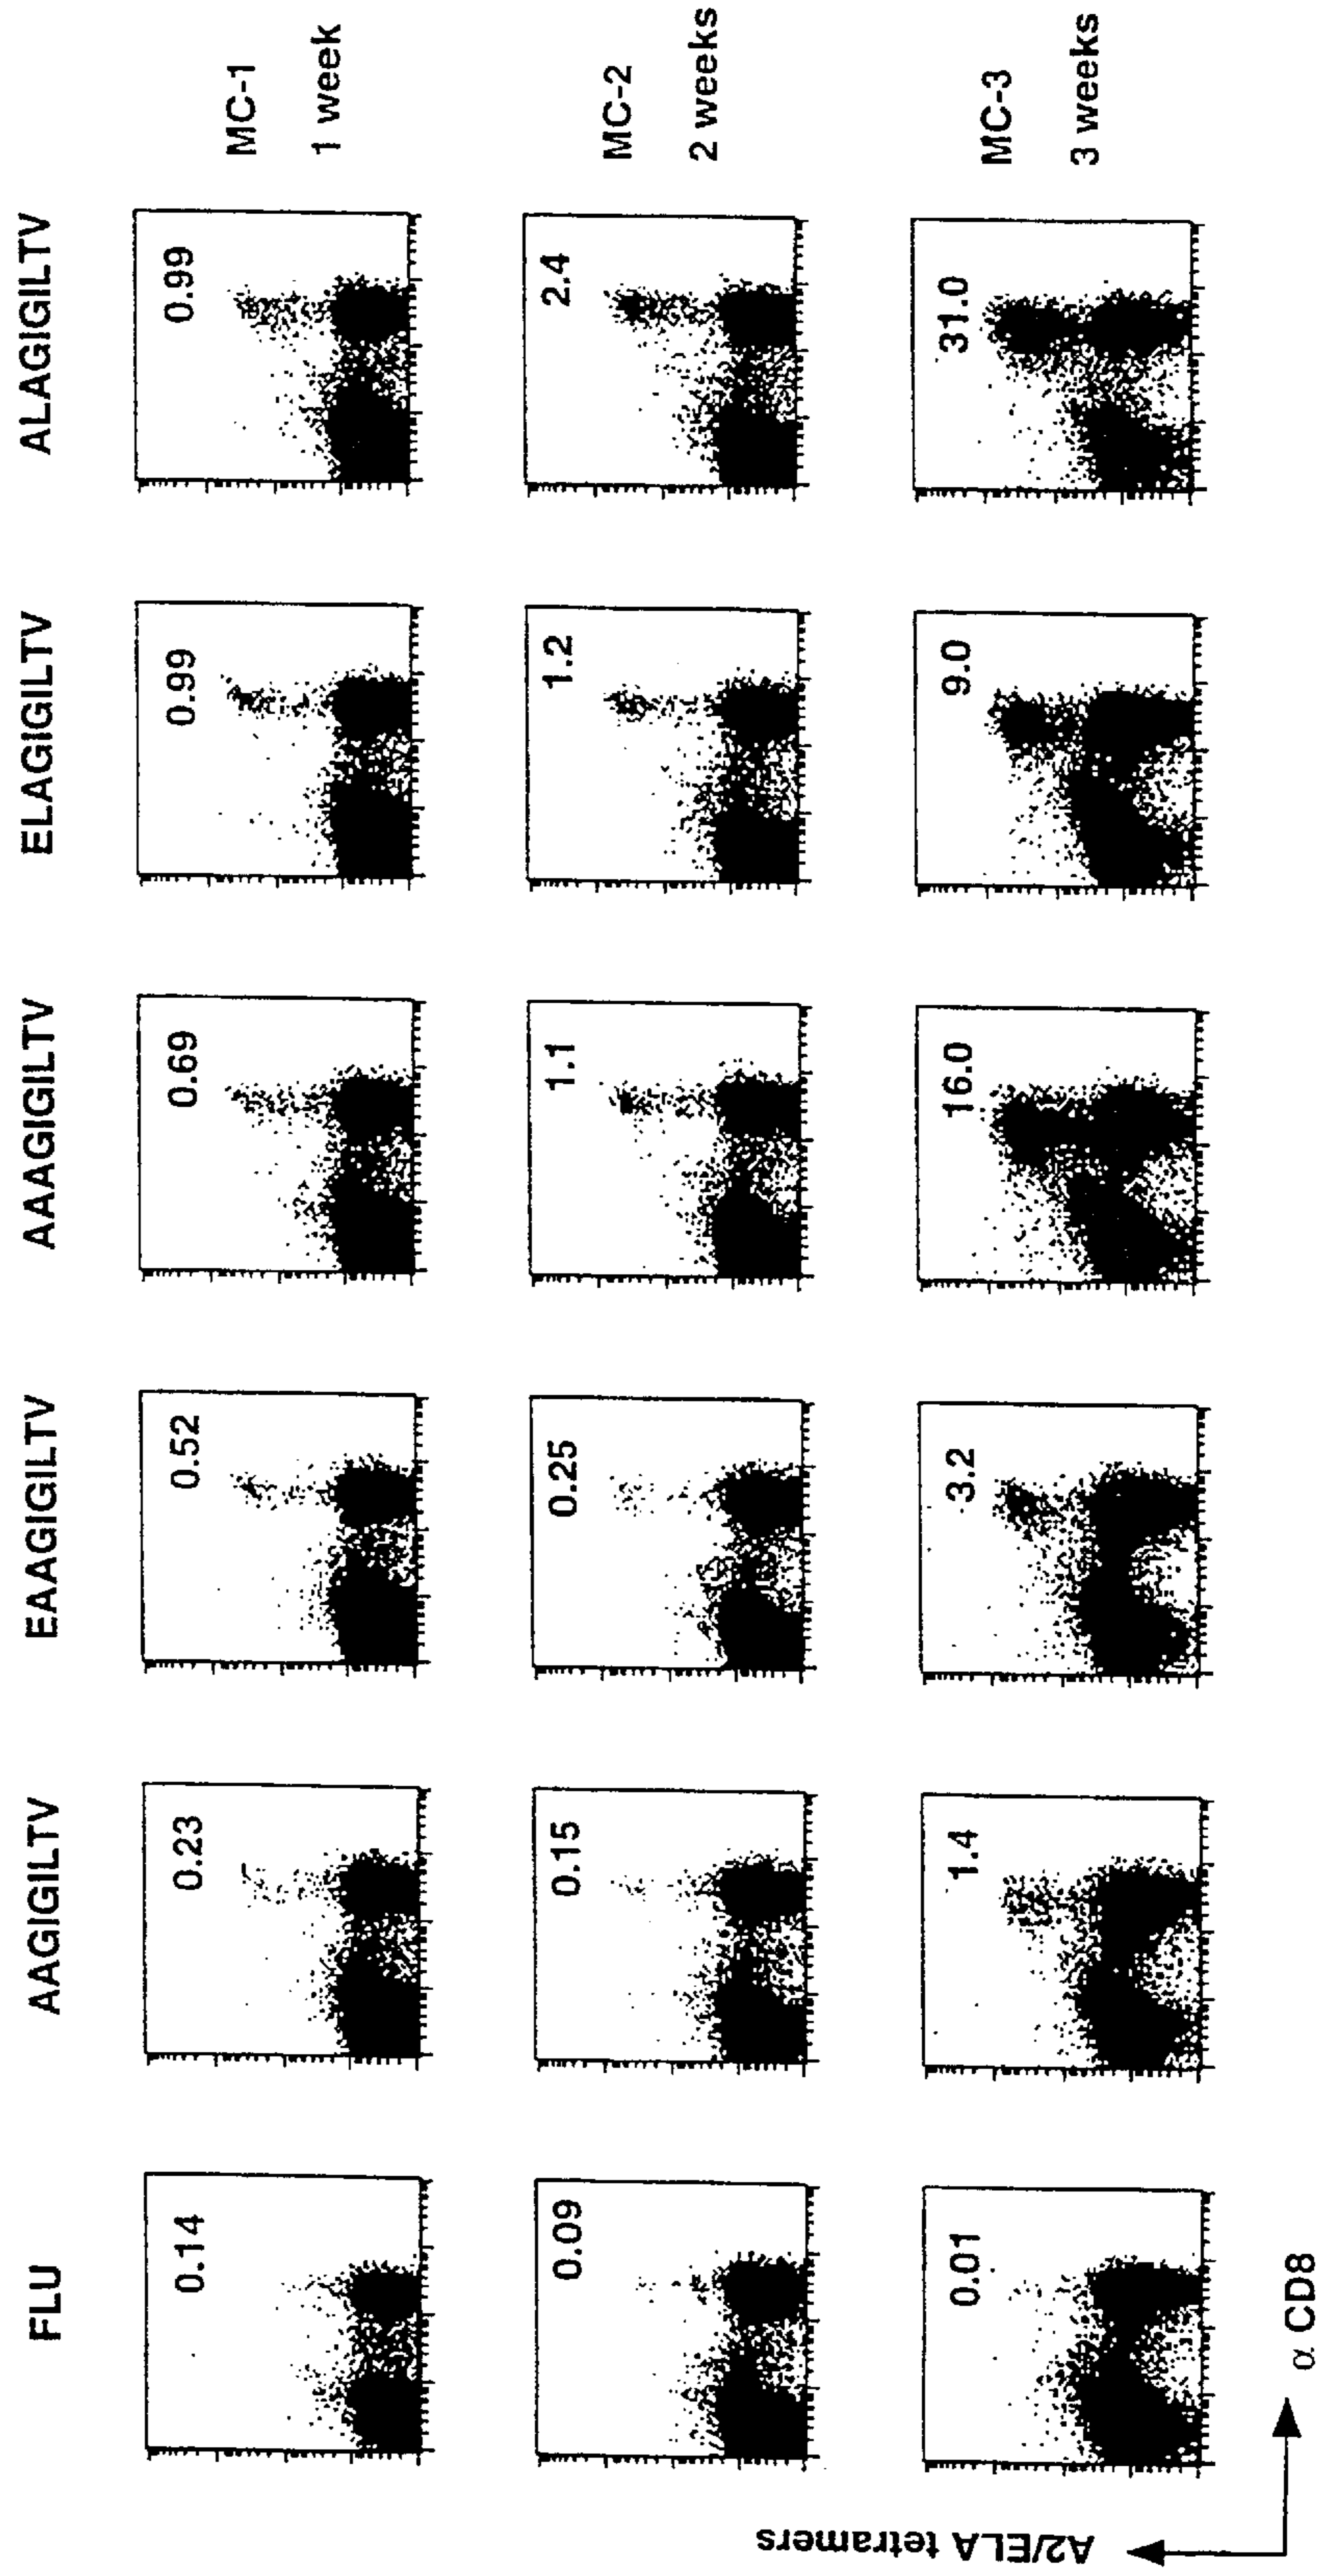 FLU AAGIGILTV EAAGIGILTV AAAGIGILTV ELAGIGILTV ALAGIGILTV
0.14 0.23 0.52 0.69 0.99 0.99
MC-1
1 week
0.09 0.15 0.25 1.1 1.2 2.4
MC-2
2 weeks
0.01 1.4 3.2 16.0 9.0 31.0
MC-3
3 weeks
A2/ELA tetramers
α CD8